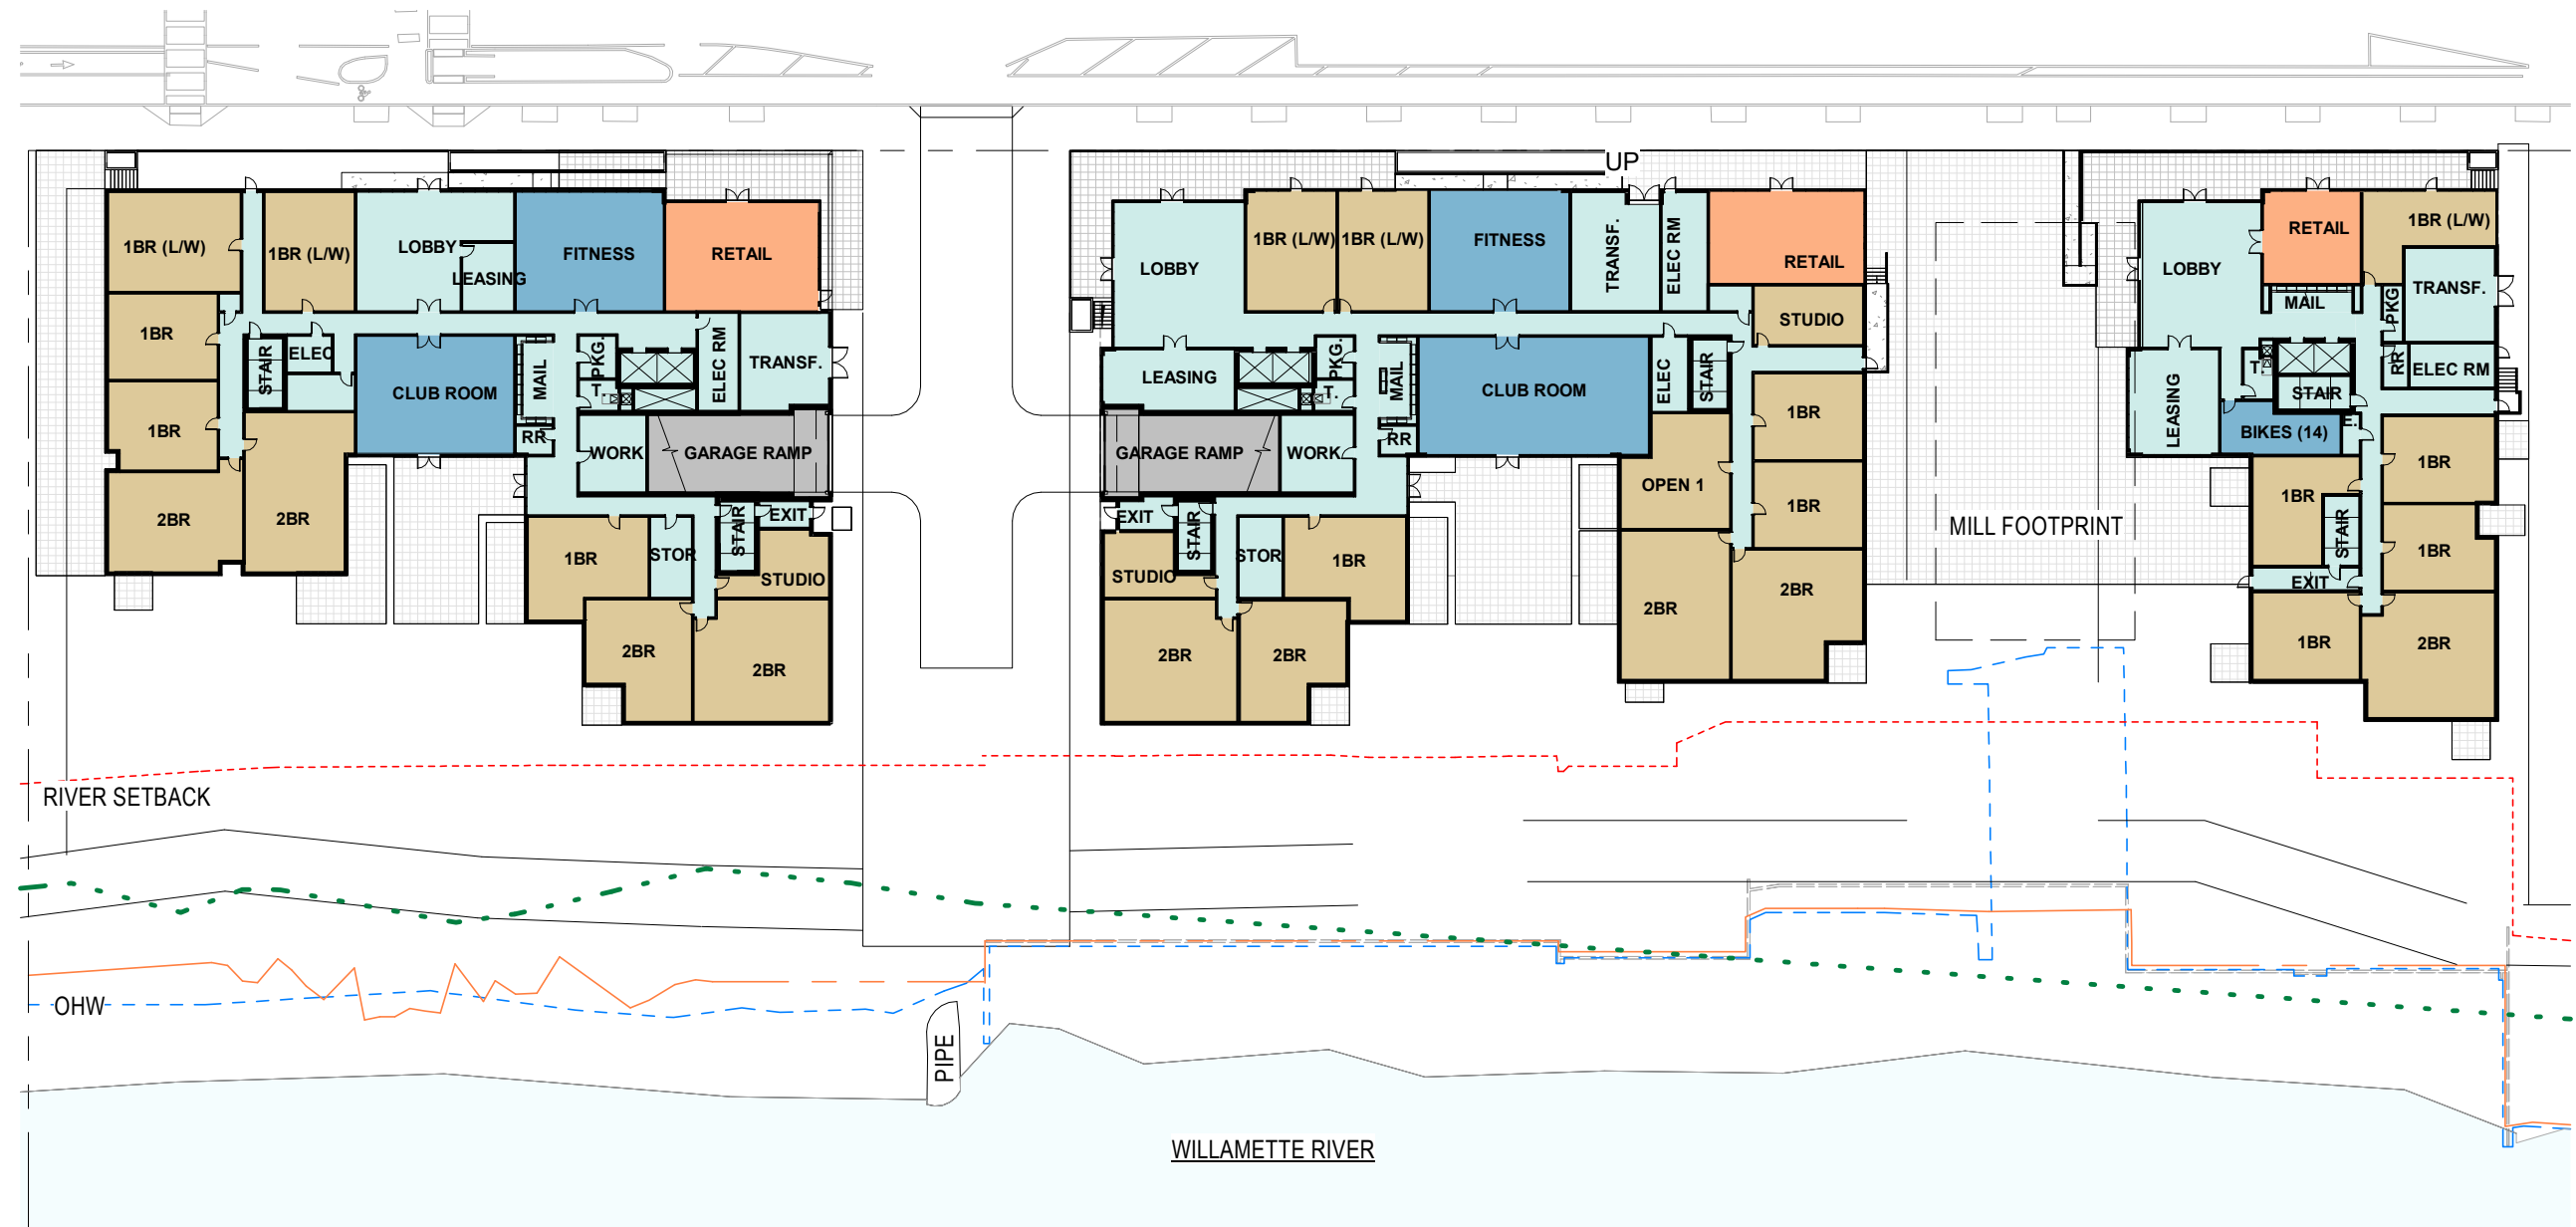 UP
1BR (L/W)
1BR (L/W)
LOBBY
LEASING
FITNESS
RETAIL
1BR
1BR
STAIR
ELEC
CLUB ROOM
MAIL
PKG.
T.
ELEC RM
TRANSF.
RR
WORK
GARAGE RAMP
2BR
2BR
1BR
STOR
STAIR
EXIT
STUDIO
2BR
2BR
LOBBY
1BR (L/W)
1BR (L/W)
FITNESS
TRANSF.
ELEC RM
RETAIL
STUDIO
LEASING
PKG.
T.
MAIL
CLUB ROOM
ELEC
STAIR
1BR
GARAGE RAMP
WORK
RR
OPEN 1
1BR
EXIT
STAIR
STOR
1BR
STUDIO
2BR
2BR
2BR
2BR
MILL FOOTPRINT
LOBBY
RETAIL
1BR (L/W)
MAIL
PKG
TRANSF.
T.
RR
ELEC RM
STAIR
LEASING
BIKES (14)
E.
1BR
1BR
STAIR
1BR
EXIT
1BR
2BR
RIVER SETBACK
OHW
PIPE
WILLAMETTE RIVER